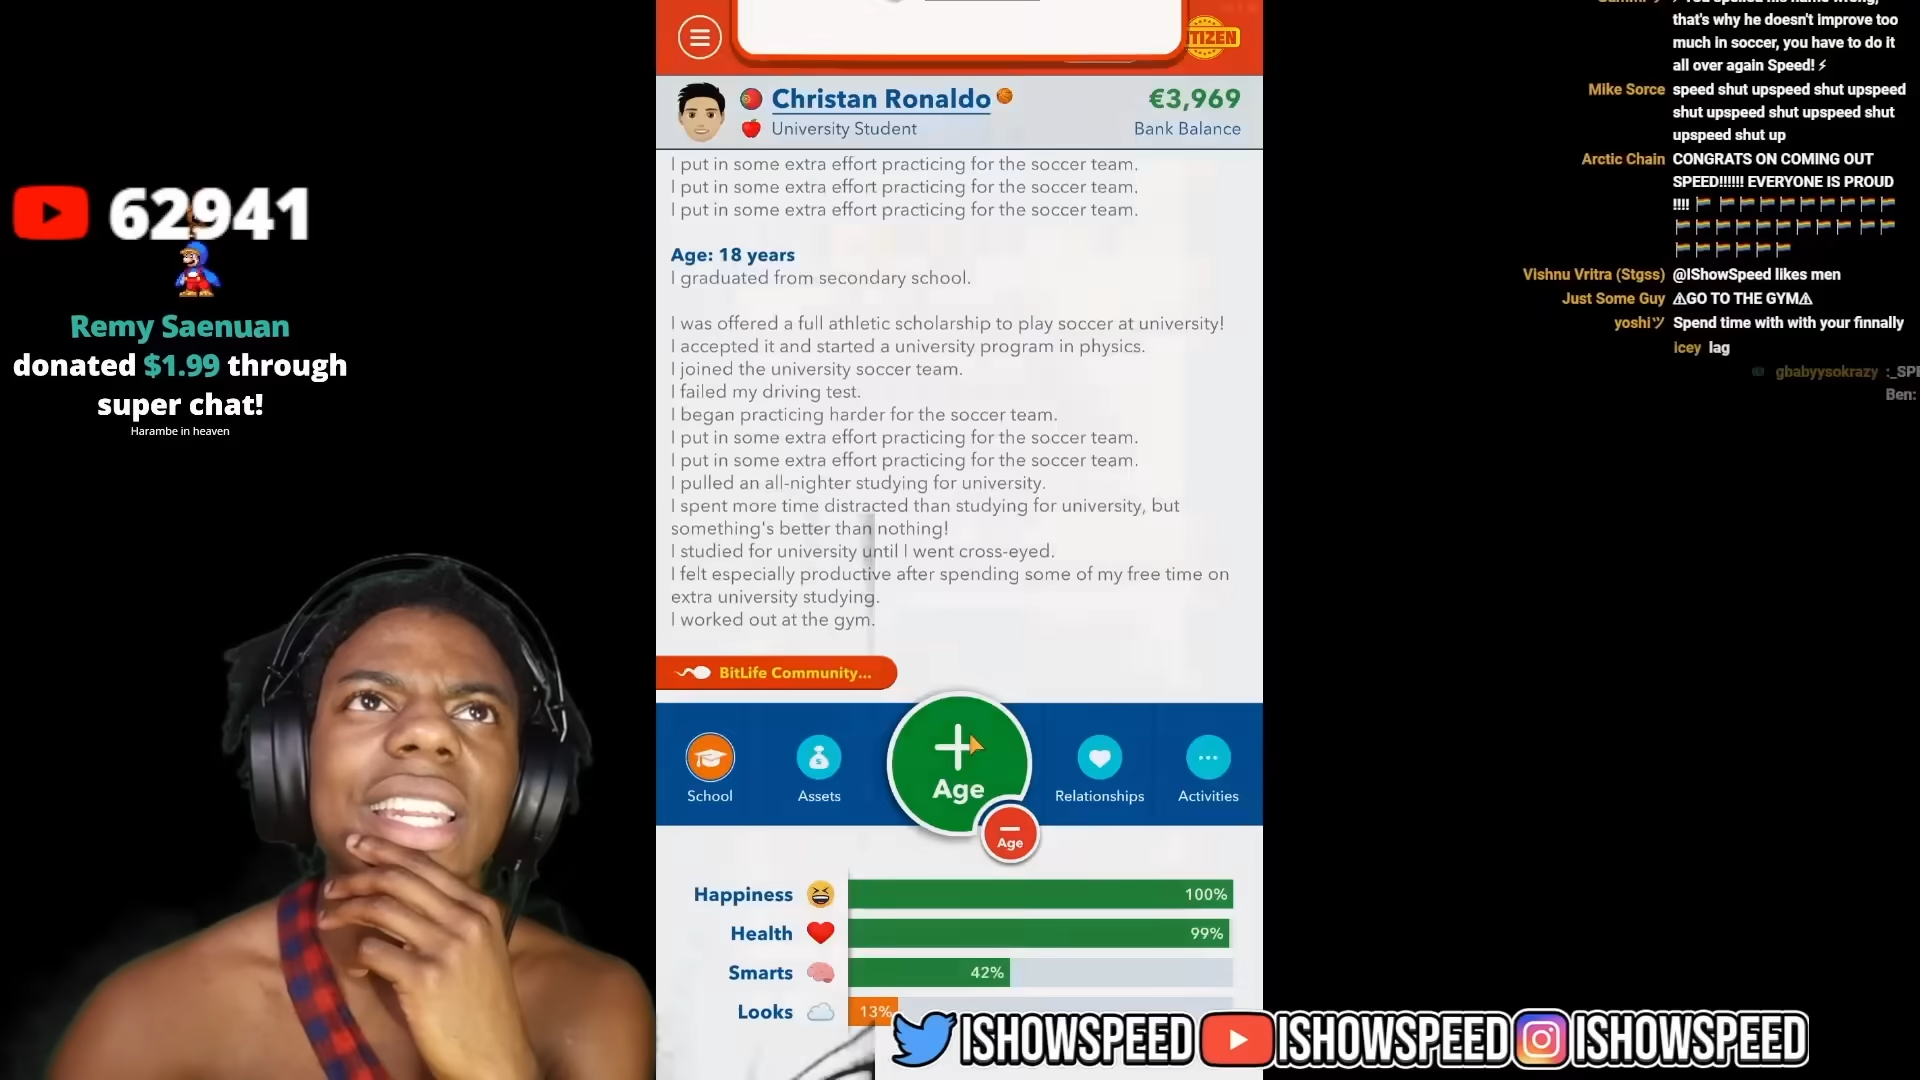 62941
Remy Saenuan
donated $1.99 through
super chat!
Harambe in heaven
TIZEN
Christan Ronaldo
University Student
€3,969
Bank Balance
I put in some extra effort practicing for the soccer team.
I put in some extra effort practicing for the soccer team.
I put in some extra effort practicing for the soccer team.
Age: 18 years
I graduated from secondary school.
I was offered a full athletic scholarship to play soccer at university!
I accepted it and started a university program in physics.
I joined the university soccer team.
I failed my driving test.
I began practicing harder for the soccer team.
I put in some extra effort practicing for the soccer team.
I put in some extra effort practicing for the soccer team.
I pulled an all-nighter studying for university.
I spent more time distracted than studying for university, but
something's better than nothing!
I studied for university until I went cross-eyed.
I felt especially productive after spending some of my free time on
extra university studying.
I worked out at the gym.
BitLife Community...
School
Assets
Age
Age
Relationships
Activities
Happiness 100%
Health 99%
Smarts 42%
Looks 13%
that's why he doesn't improve too
much in soccer, you have to do it
all over again Speed! ⚡
Mike Sorce speed shut upspeed shut upspeed
shut upspeed shut upspeed shut
upspeed shut up
Arctic Chain CONGRATS ON COMING OUT
SPEED!!!!!! EVERYONE IS PROUD
!!!!
Vishnu Vritra (Stgss) @IShowSpeed likes men
Just Some Guy ⚠GO TO THE GYM⚠
yoshiツ Spend time with with your finnally
icey lag
gbabyysokrazy :_SPE
Ben:
ISHOWSPEED ISHOWSPEED ISHOWSPEED